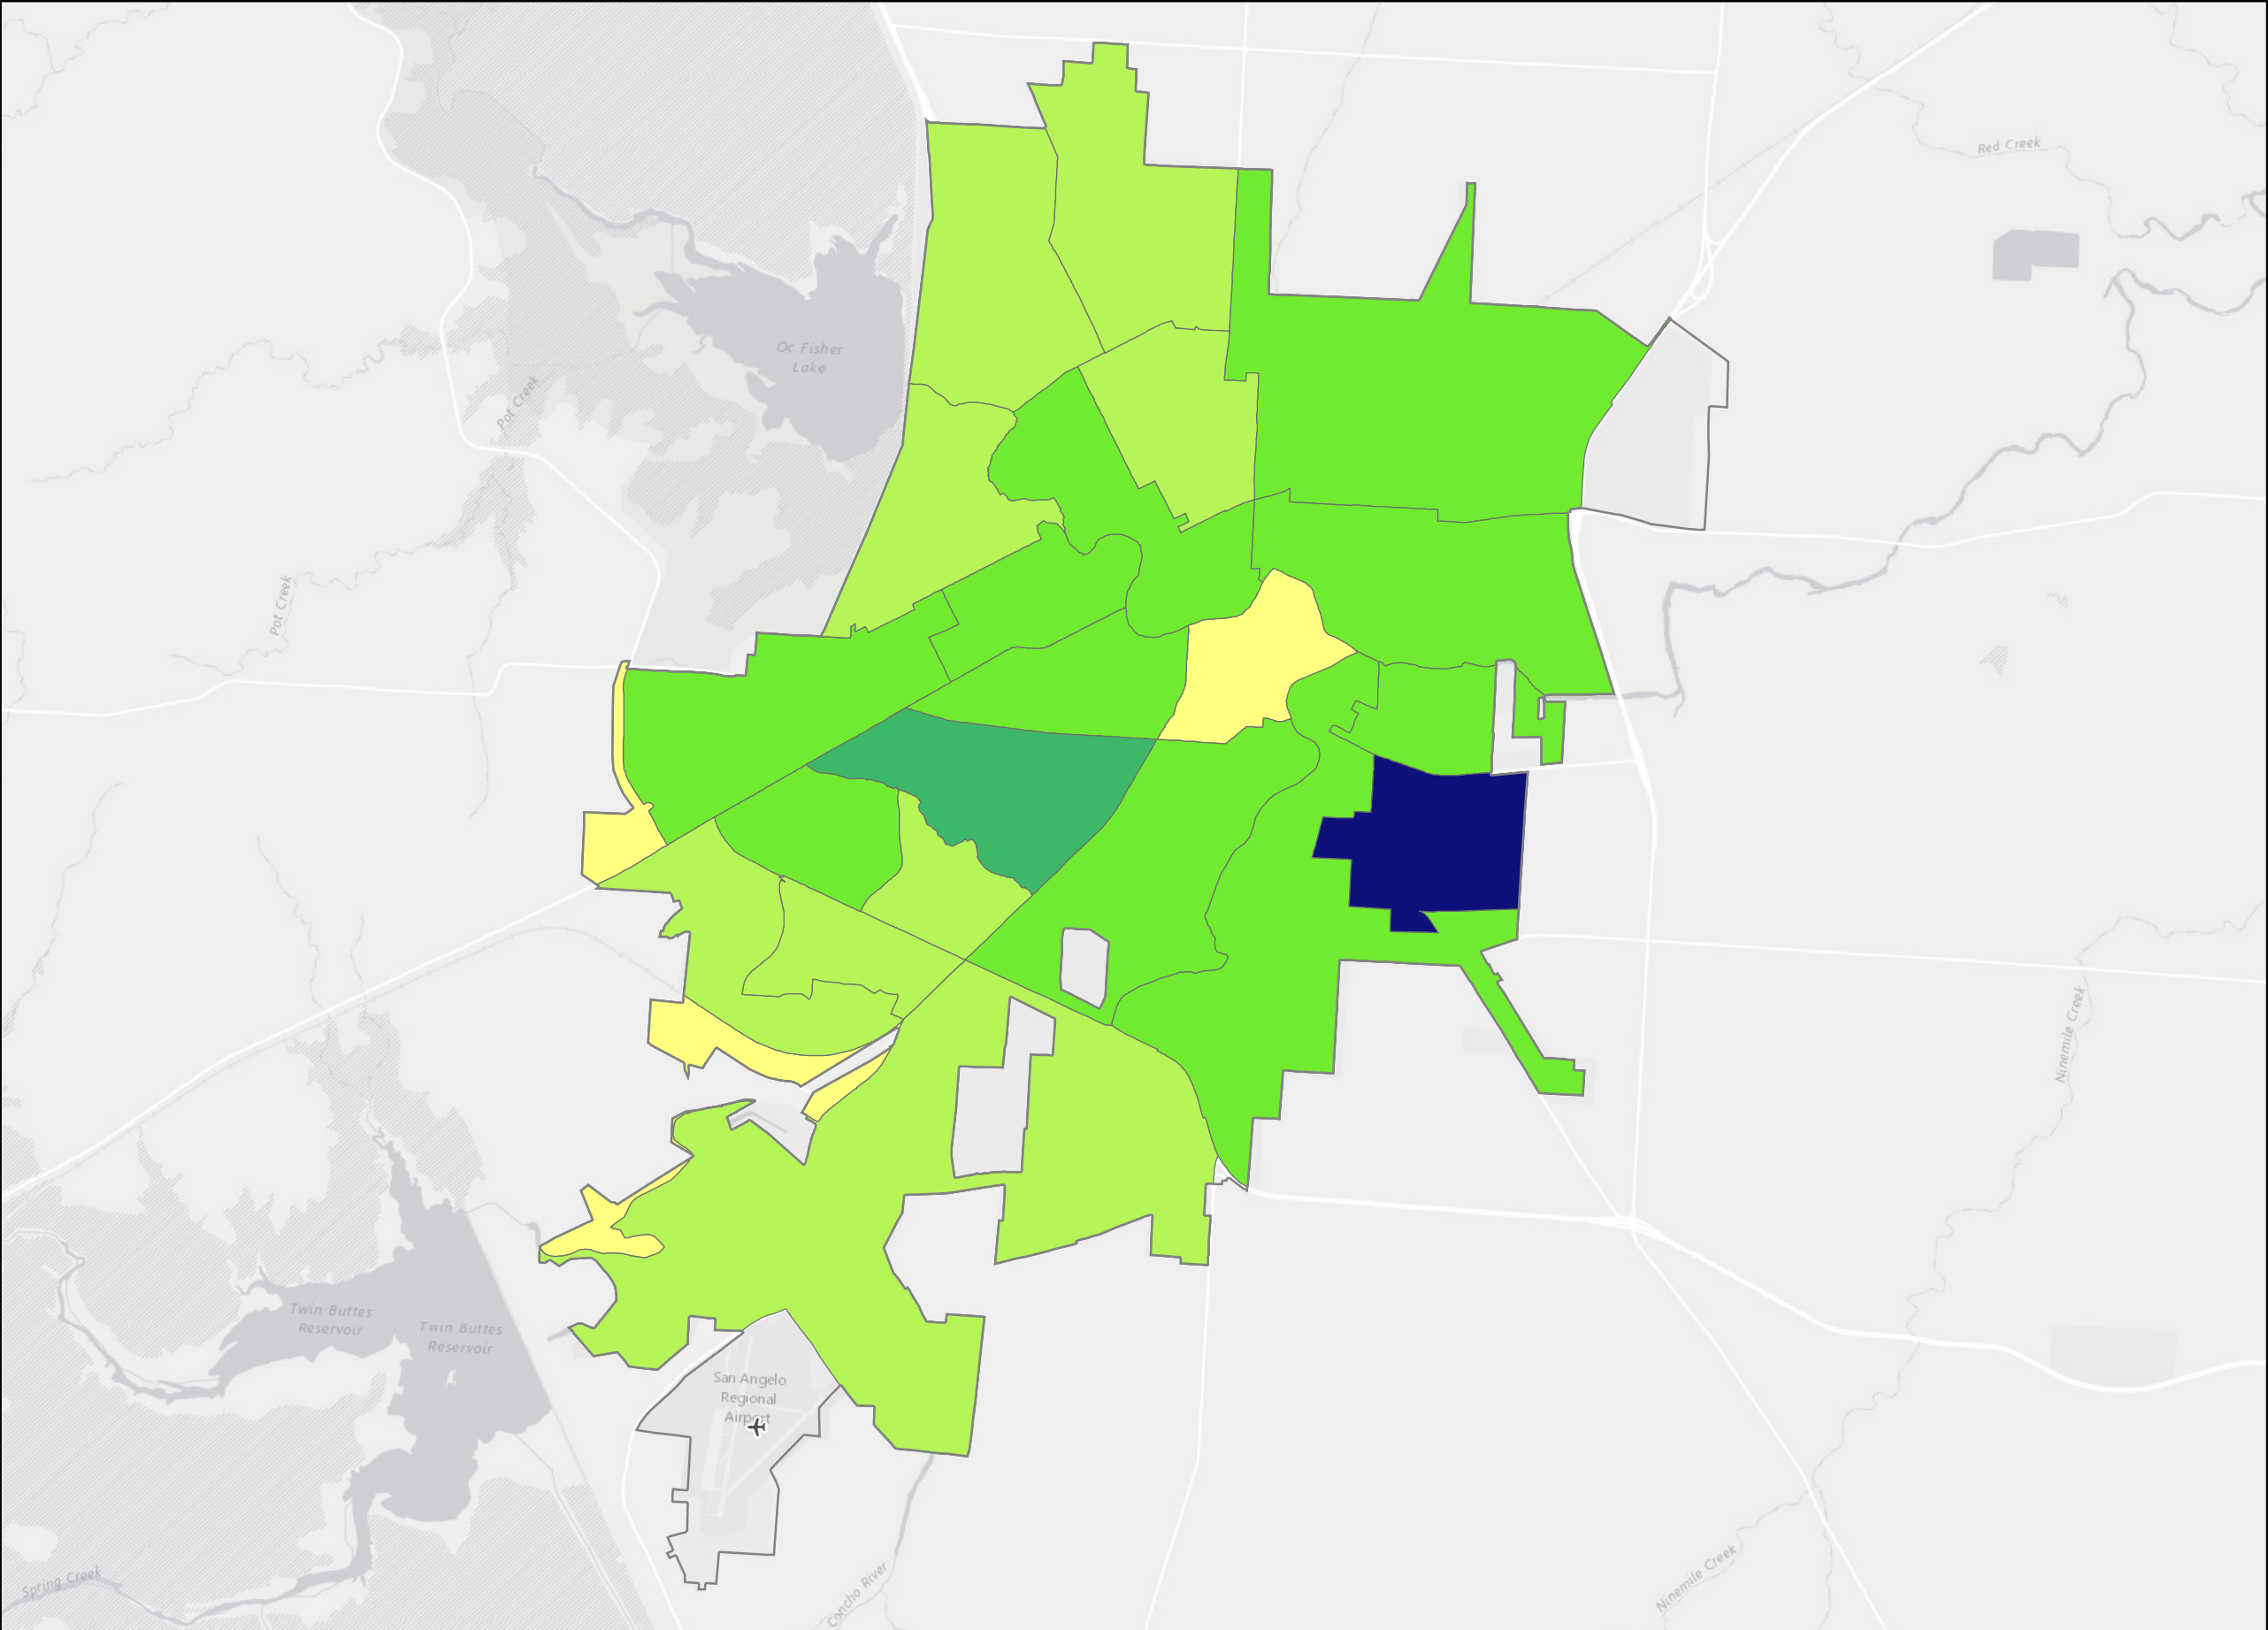 Red Creek
Oc Fisher
Lake
Pot Creek
Pot Creek
Ninemile Creek
Twin Buttes
Reservoir
Twin Buttes
Reservoir
San Angelo
Regional
Airport
Spring Creek
Concho River
Ninemile Creek